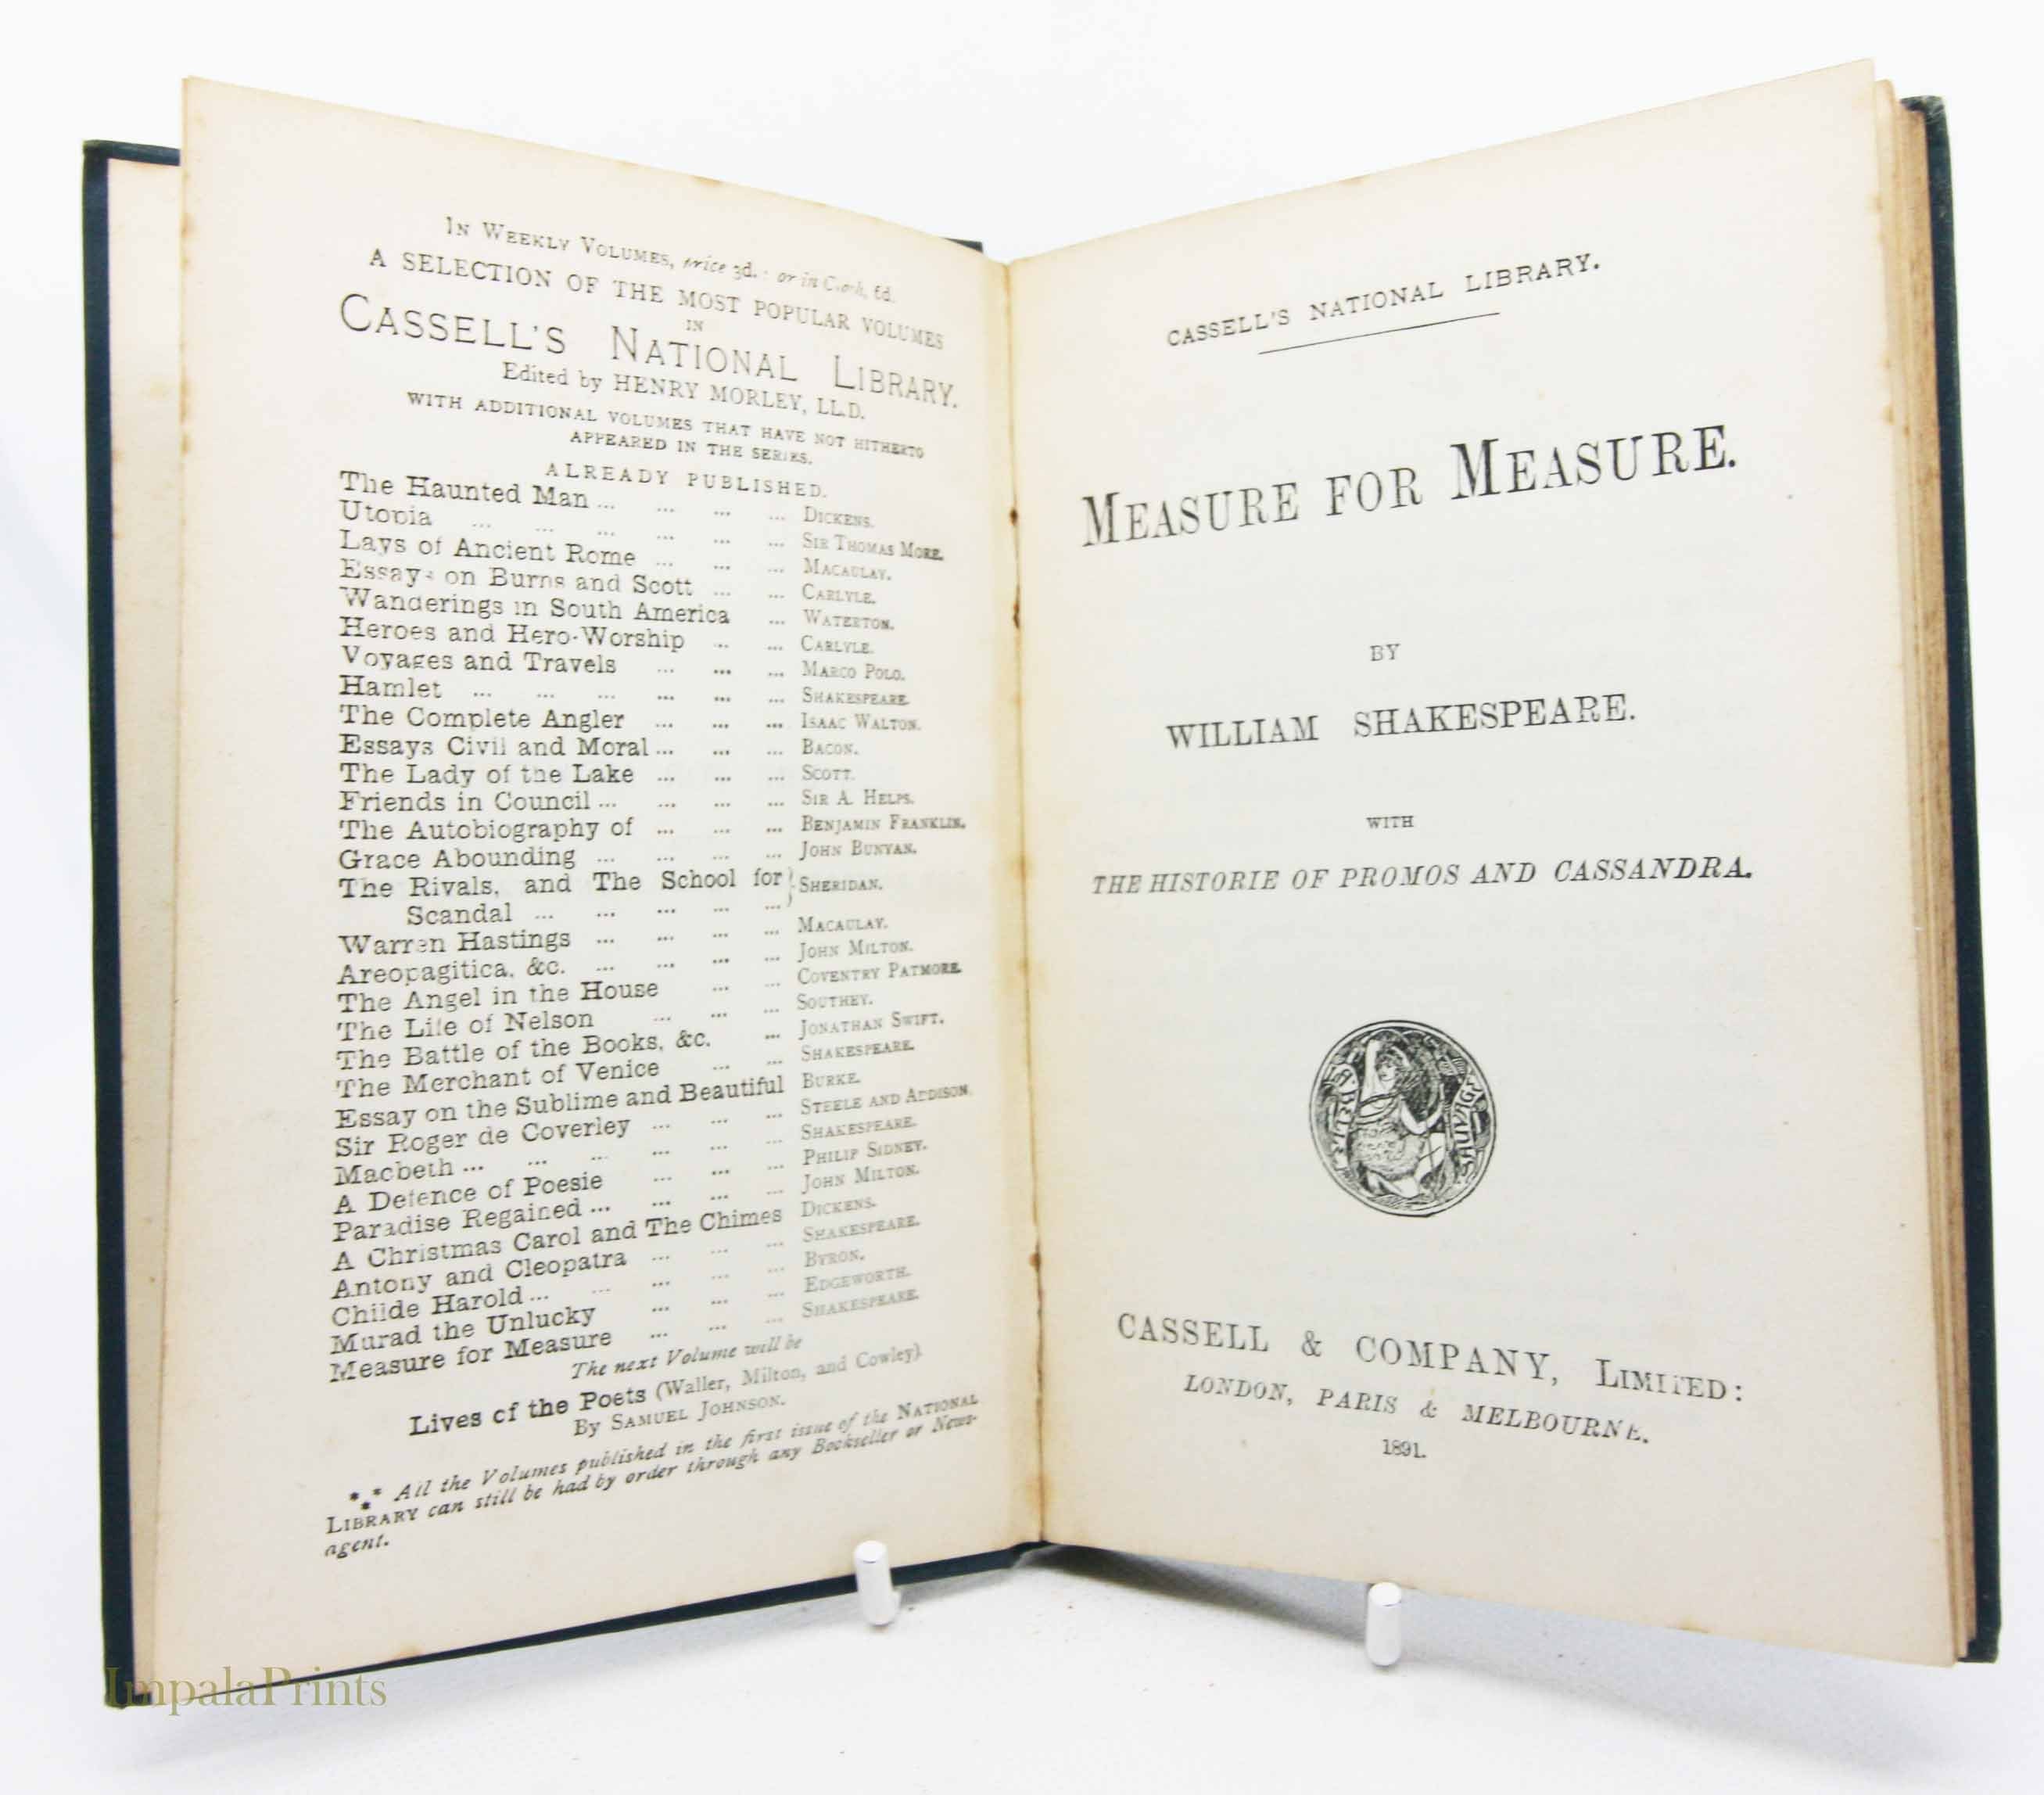 In Weekly Volumes, price 3d.; or in Cloth, 6d.
A SELECTION OF THE MOST POPULAR VOLUMES
IN
CASSELL'S NATIONAL LIBRARY.
Edited by HENRY MORLEY, LL.D.
WITH ADDITIONAL VOLUMES THAT HAVE NOT HITHERTO
APPEARED IN THE SERIES.
ALREADY PUBLISHED.
The Haunted Man ... ... ... ... DICKENS.
Utopia ... ... ... ... ... SIR THOMAS MORE.
Lays of Ancient Rome ... ... ... MACAULAY.
Essays on Burns and Scott ... ... CARLYLE.
Wanderings in South America ... WATERTON.
Heroes and Hero-Worship ... ... CARLYLE.
Voyages and Travels ... ... ... MARCO POLO.
Hamlet ... ... ... ... ... ... SHAKESPEARE.
The Complete Angler ... ... ... ISAAC WALTON.
Essays Civil and Moral ... ... ... BACON.
The Lady of the Lake ... ... ... SCOTT.
Friends in Council ... ... ... ... SIR A. HELPS.
The Autobiography of ... ... ... BENJAMIN FRANKLIN.
Grace Abounding ... ... ... ... JOHN BUNYAN.
The Rivals, and The School for } SHERIDAN.
Scandal ... ... ... ... ...
Warren Hastings ... ... ... ... MACAULAY.
Areopagitica, &c. ... ... ... ... JOHN MILTON.
The Angel in the House ... ... COVENTRY PATMORE.
The Life of Nelson ... ... ... SOUTHEY.
The Battle of the Books, &c. ... JONATHAN SWIFT.
The Merchant of Venice ... ... SHAKESPEARE.
Essay on the Sublime and Beautiful BURKE.
Sir Roger de Coverley ... ... ... STEELE AND ADDISON.
Macbeth ... ... ... ... ... ... SHAKESPEARE.
A Defence of Poesie ... ... ... PHILIP SIDNEY.
Paradise Regained ... ... ... ... JOHN MILTON.
A Christmas Carol and The Chimes DICKENS.
Antony and Cleopatra ... ... ... SHAKESPEARE.
Childe Harold ... ... ... ... ... BYRON.
Murad the Unlucky ... ... ... EDGEWORTH.
Measure for Measure ... ... ... SHAKESPEARE.
The next Volume will be
Lives of the Poets (Waller, Milton, and Cowley).
By SAMUEL JOHNSON.
*** All the Volumes published in the first issue of the NATIONAL
LIBRARY can still be had by order through any Bookseller or News-
agent.
CASSELL'S NATIONAL LIBRARY.
MEASURE FOR MEASURE.
BY
WILLIAM SHAKESPEARE.
WITH
THE HISTORIE OF PROMOS AND CASSANDRA.
LA BELLE SAUVAGE
CASSELL & COMPANY, LIMITED:
LONDON, PARIS & MELBOURNE.
1891.
ImpalaPrints